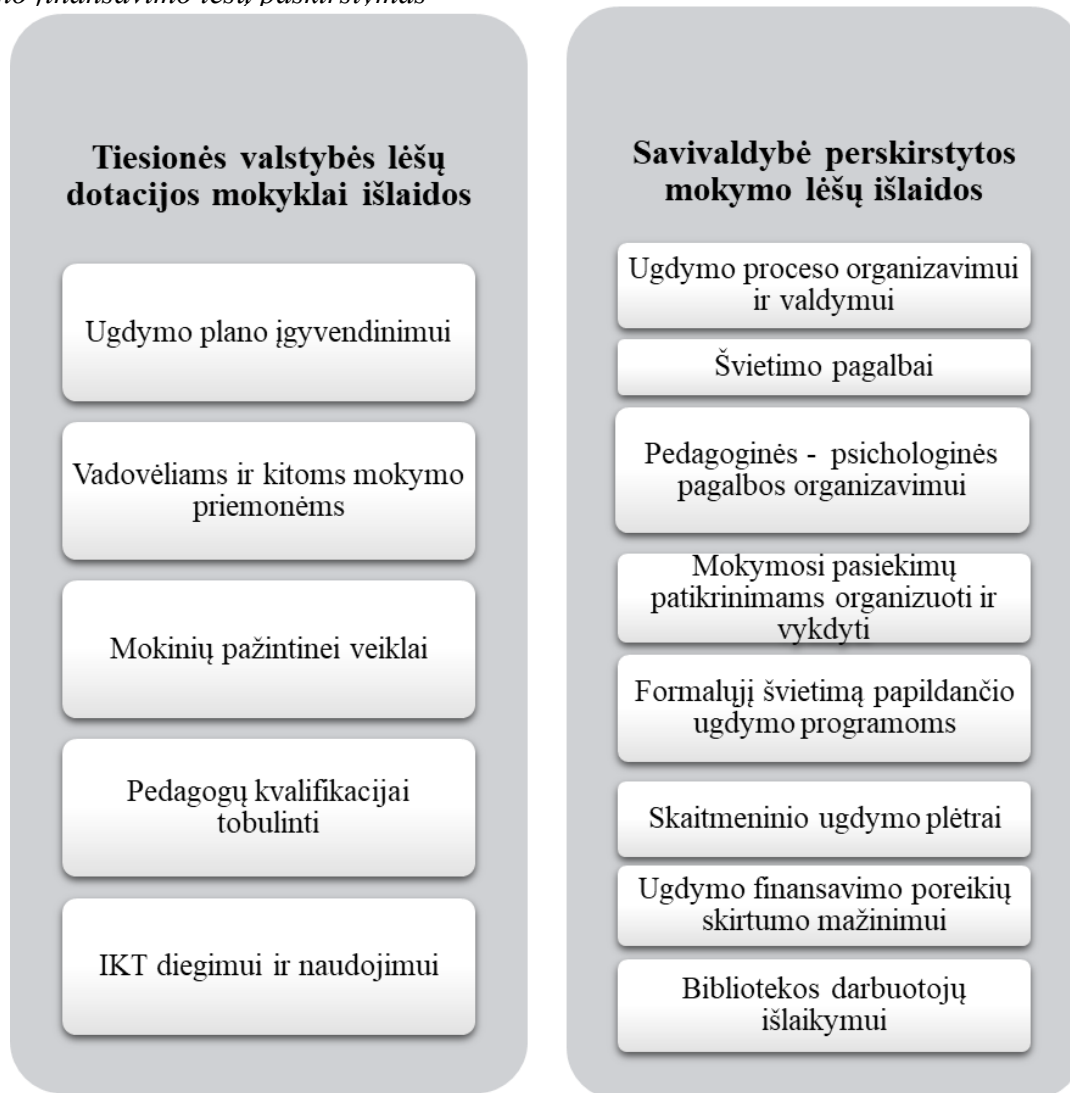 finansavimo lėšų paskirstymas
Tiesionės valstybės lėšų
dotacijos mokyklai išlaidos
Ugdymo plano įgyvendinimui
Vadovėliams ir kitoms mokymo
priemonėms
Mokinių pažintinei veiklai
Pedagogų kvalifikacijai
tobulinti
IKT diegimui ir naudojimui
Savivaldybė perskirstytos
mokymo lėšų išlaidos
Ugdymo proceso organizavimui
ir valdymui
Švietimo pagalbai
Pedagoginės - psichologinės
pagalbos organizavimui
Mokymosi pasiekimų
patikrinimams organizuoti ir
vykdyti
Formalųjį švietimą papildančio
ugdymo programoms
Skaitmeninio ugdymo plėtrai
Ugdymo finansavimo poreikių
skirtumo mažinimui
Bibliotekos darbuotojų
išlaikymui